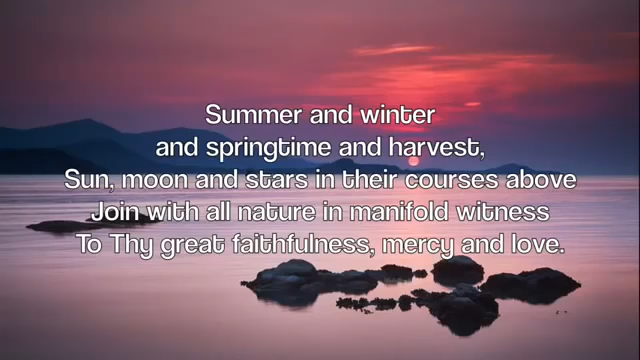 Summer and winter
and springtime and harvest,
Sun, moon and stars in their courses above
Join with all nature in manifold witness
To Thy great faithfulness, mercy and love.